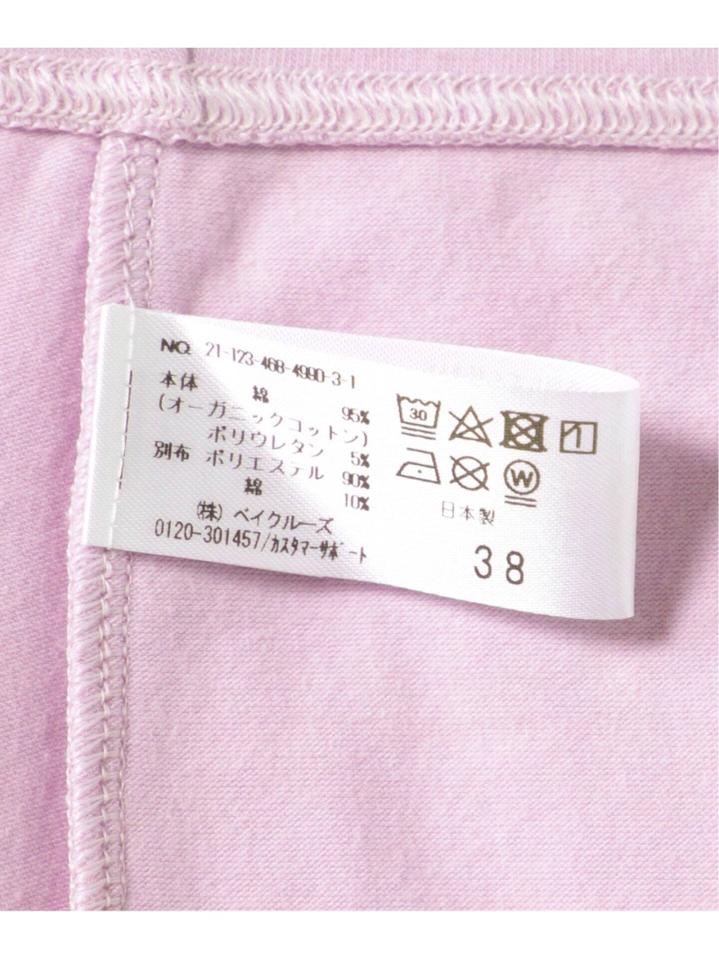 NO. 21-123-468-4990-3-1
本体 綿 95%
(オーガニックコットン)
ポリウレタン 5%
別布 ポリエステル 90%
綿 10%
(株) ベイクルーズ
0120-301457/カスタマーサポート
30
W
日本製
38